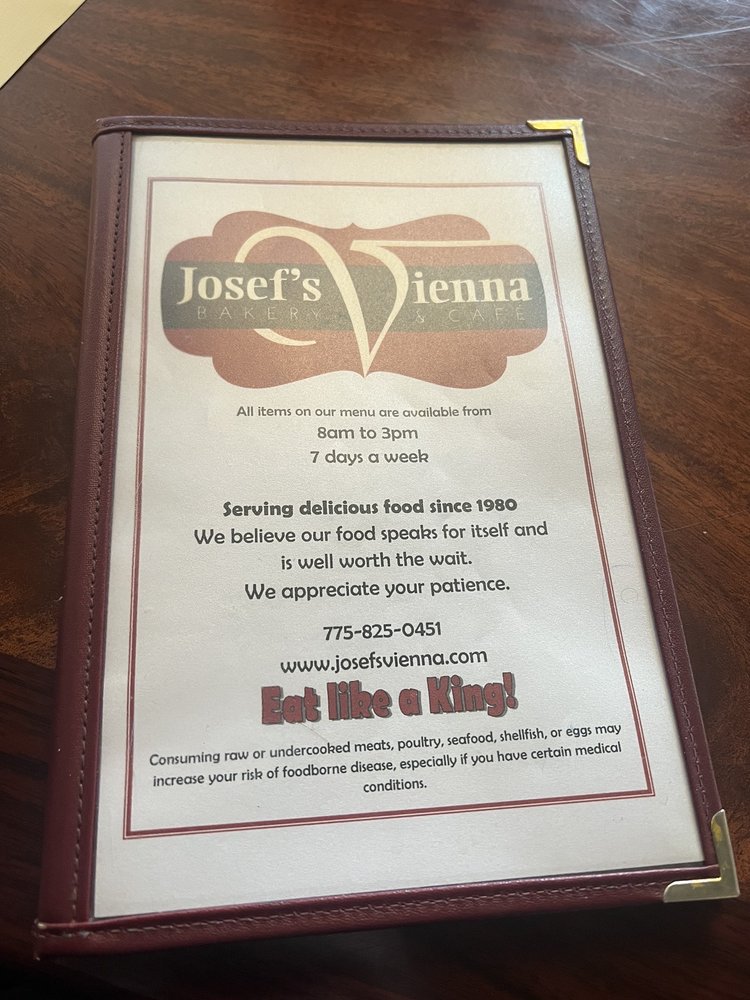 Josef's Vienna
BAKERY & CAFE
All items on our menu are available from
8am to 3pm
7 days a week
Serving delicious food since 1980
We believe our food speaks for itself and
is well worth the wait.
We appreciate your patience.
775-825-0451
www.josefsvienna.com
Eat like a King!
Consuming raw or undercooked meats, poultry, seafood, shellfish, or eggs may
increase your risk of foodborne disease, especially if you have certain medical
conditions.